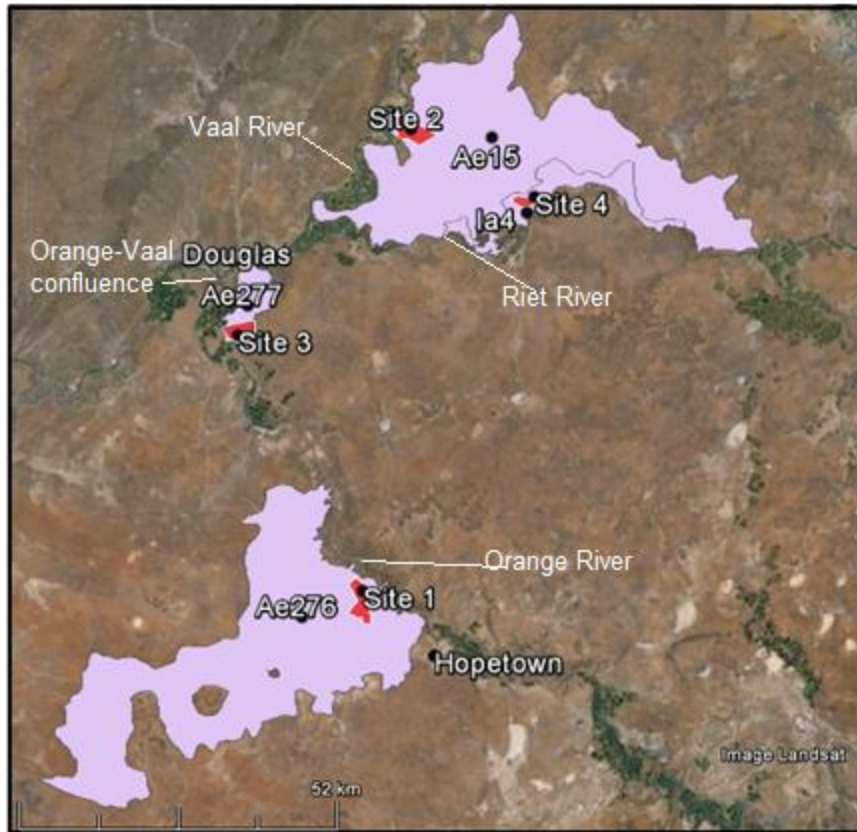 Site 2
Vaal River
Ae15
Site 4
Ia4
Orange-Vaal
confluence
Douglas
Riet River
Ae277
Site 3
Orange River
Ae276
Site 1
Hopetown
Image Landsat
52 km